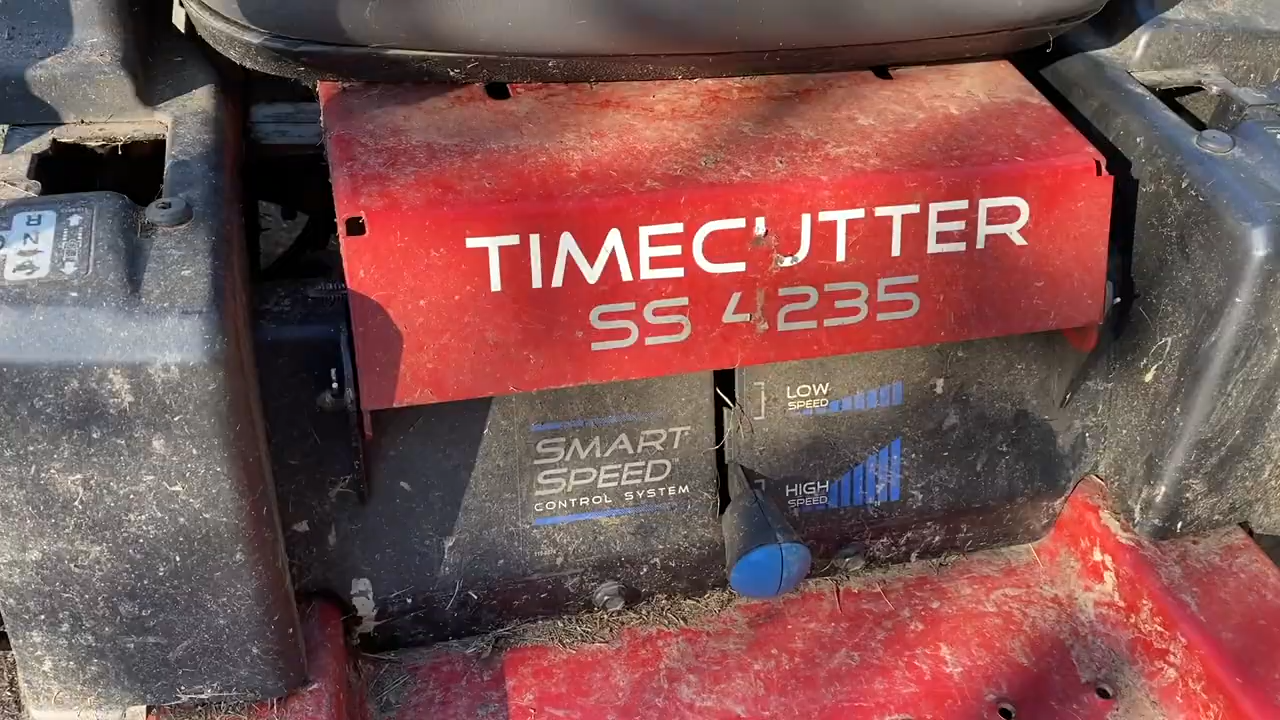 TIMECUTTER
SS 4235
SMART
SPEED
CONTROL SYSTEM
LOW
SPEED
HIGH
SPEED
R
N